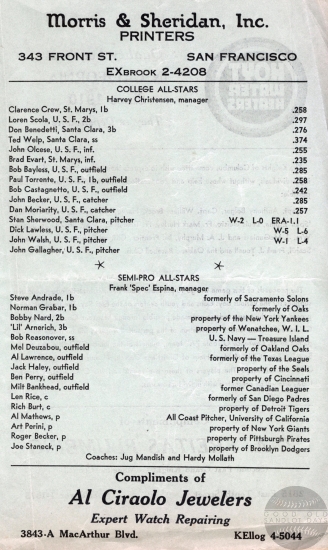 Morris & Sheridan, Inc.
PRINTERS
343 FRONT ST. SAN FRANCISCO
EXBROOK 2-4208
COLLEGE ALL-STARS
Harvey Christensen, manager
Clarence Crew, St. Marys, 1b .258
Loren Scola, U. S. F., 2b .297
Don Benedetti, Santa Clara, 3b .276
Ted Welp, Santa Clara, ss .374
John Olcese, U. S. F., inf. .255
Brad Evart, St. Marys, inf. .235
Bob Bayless, U. S. F., outfield .285
Paul Torrente, U. S. F., 1b, outfield .258
Bob Castagnetto, U. S. F., outfield .242
John Becker, U. S. F., catcher .285
Dan Moriarity, U. S. F., catcher .257
Stan Sherwood, Santa Clara, pitcher W-2 L-0 ERA-1.1
Dick Lawless, U. S. F., pitcher W-5 L-6
John Walsh, U. S. F., pitcher W-1 L-4
John Gallagher, U. S. F., pitcher
SEMI-PRO ALL-STARS
Frank 'Spec' Espina, manager
Steve Andrade, 1b formerly of Sacramento Solons
Norman Grabar, 1b formerly of Oaks
Bobby Nard, 2b property of the New York Yankees
'Lil' Arnerich, 3b property of Wenatchee, W. I. L.
Bob Reasonover, ss U. S. Navy — Treasure Island
Mel Deuzsbou, outfield formerly of Oakland Oaks
Al Lawrence, outfield formerly of the Texas League
Jack Haley, outfield property of the Seals
Ben Perry, outfield property of Cincinnati
Milt Bankhead, outfield former Canadian Leaguer
Len Rice, c formerly of San Diego Padres
Rich Burt, c property of Detroit Tigers
Al Mathews, p All Coast Pitcher, University of California
Art Perini, p property of New York Giants
Roger Becker, p property of Pittsburgh Pirates
Joe Staneck, p property of Brooklyn Dodgers
Coaches: Jug Mandish and Hardy Mollath
Compliments of
Al Ciraolo Jewelers
Expert Watch Repairing
3843-A MacArthur Blvd. KEllog 4-5044